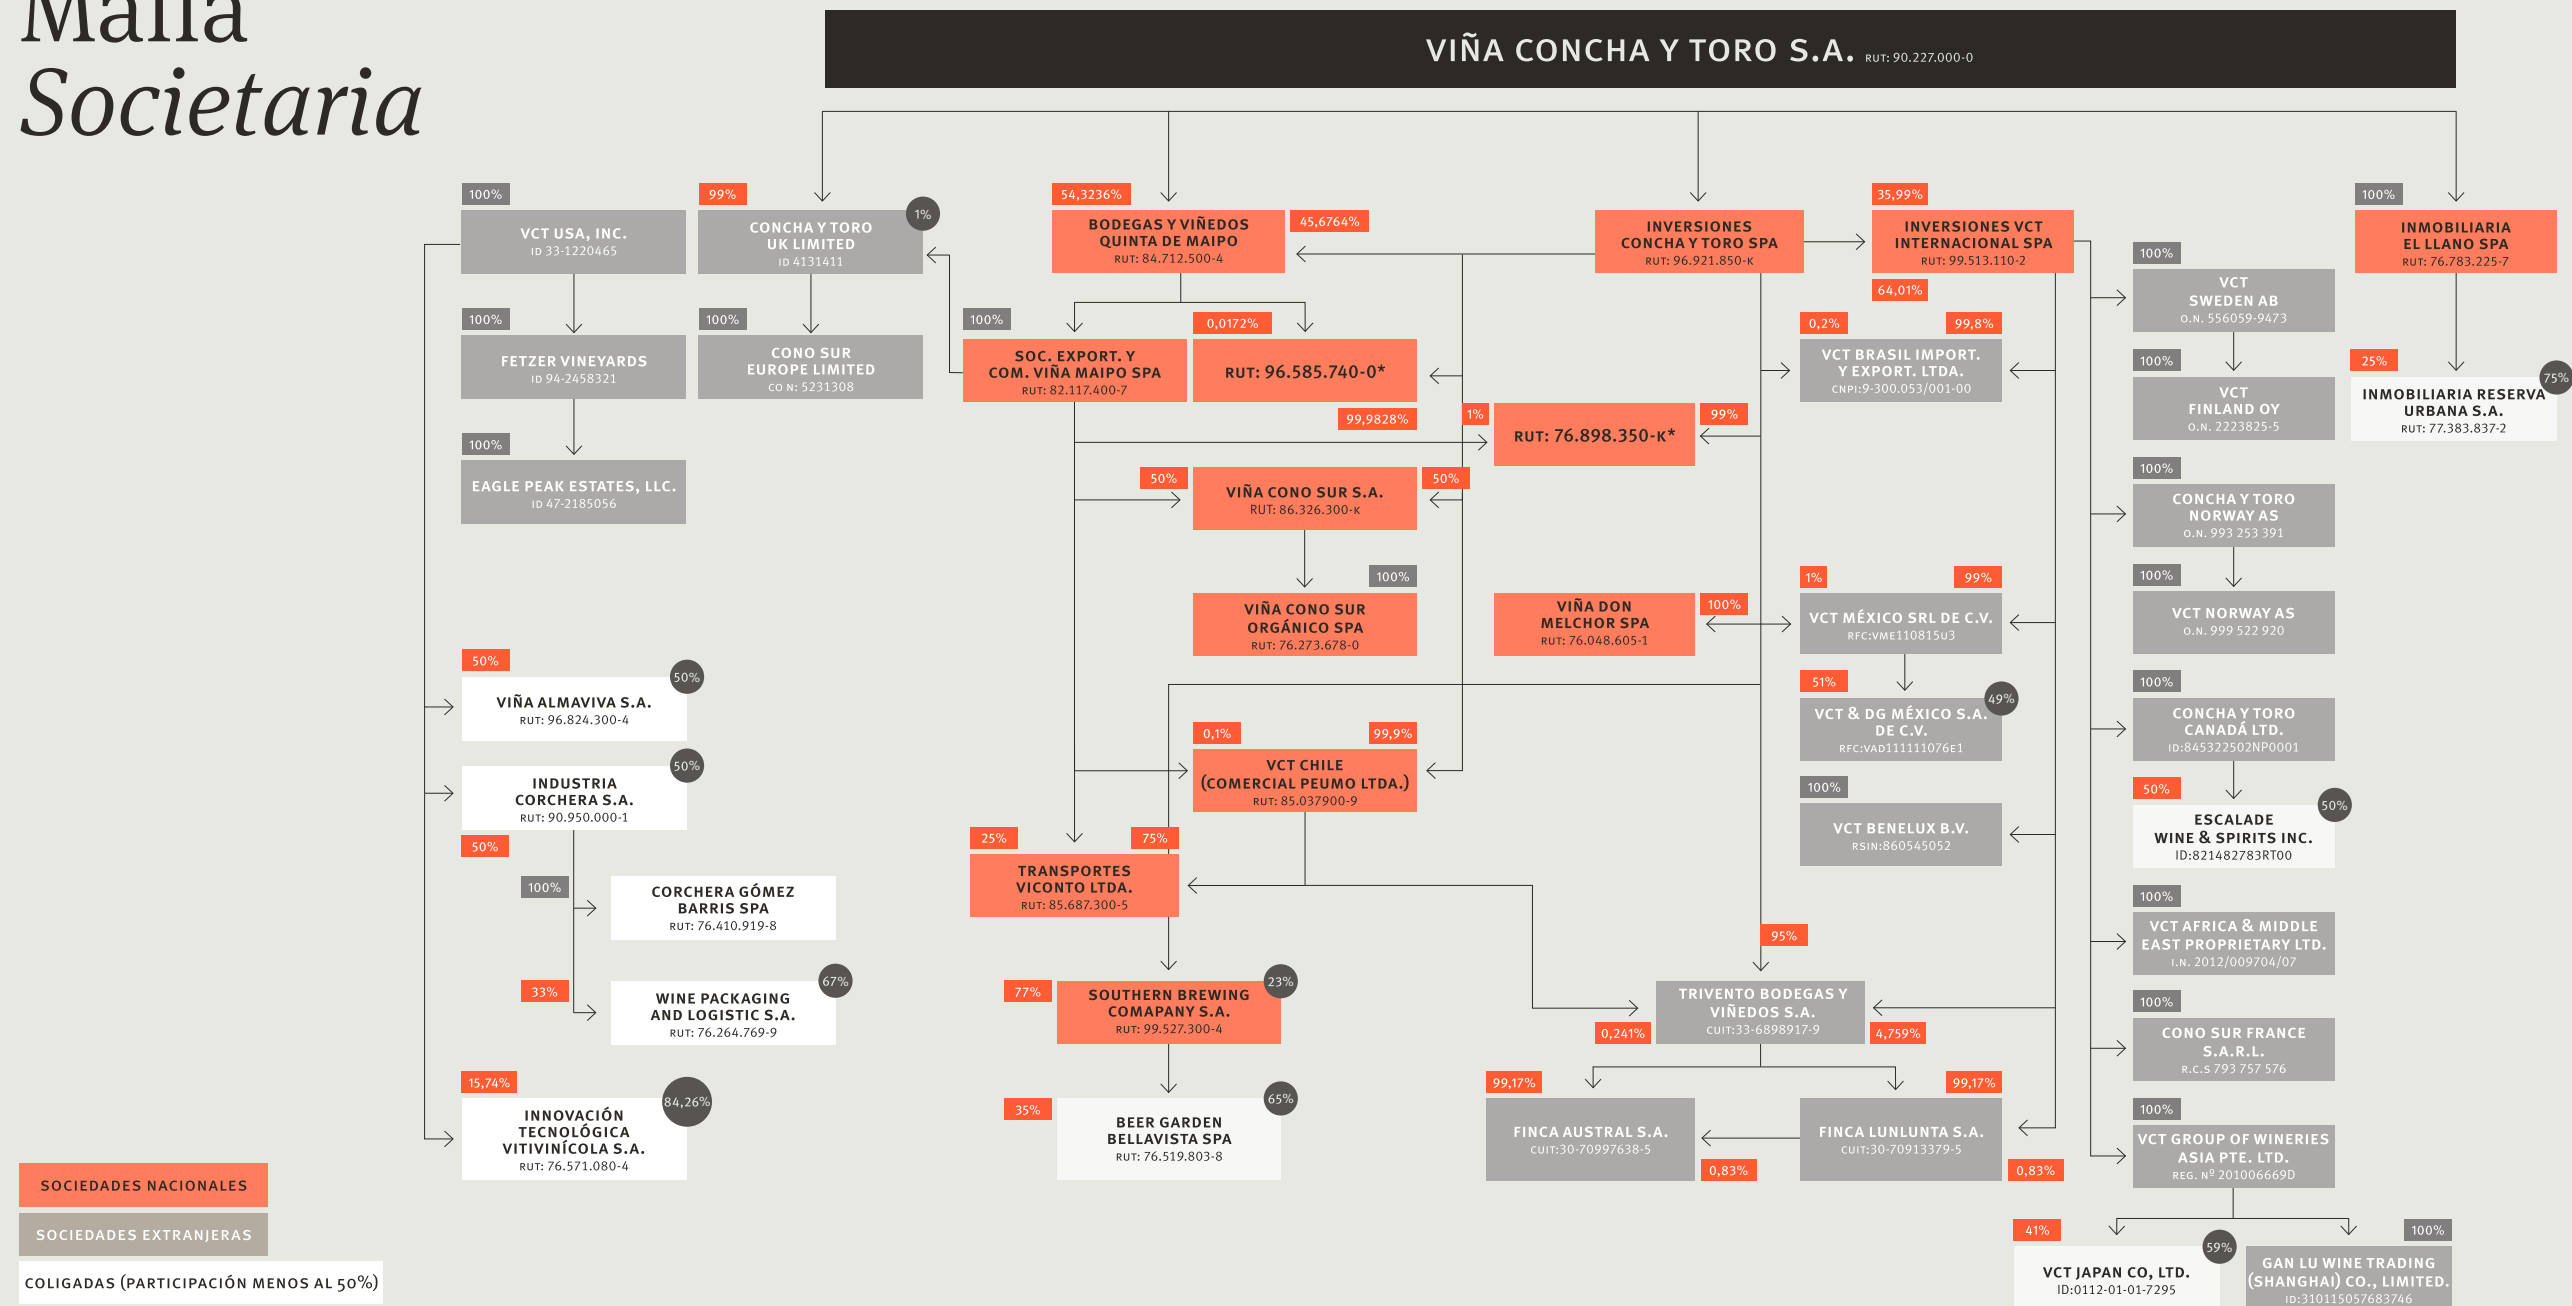 Malla
Societaria
VIÑA CONCHA Y TORO S.A. RUT: 90.227.000-0
100%
VCT USA, INC.
ID 33-1220465
100%
FETZER VINEYARDS
ID 94-2458321
100%
EAGLE PEAK ESTATES, LLC.
ID 47-2185056
50%
50%
VIÑA ALMAVIVA S.A.
RUT: 96.824.300-4
50%
INDUSTRIA
CORCHERA S.A.
RUT: 90.950.000-1
50%
100%
CORCHERA GÓMEZ
BARRIS SPA
RUT: 76.410.919-8
33%
67%
WINE PACKAGING
AND LOGISTIC S.A.
RUT: 76.264.769-9
15,74%
84,26%
INNOVACIÓN
TECNOLÓGICA
VITIVINÍCOLA S.A.
RUT: 76.571.080-4
99%
1%
CONCHA Y TORO
UK LIMITED
ID 4131411
100%
CONO SUR
EUROPE LIMITED
CO N: 5231308
54,3236%
45,6764%
BODEGAS Y VIÑEDOS
QUINTA DE MAIPO
RUT: 84.712.500-4
100%
SOC. EXPORT. Y
COM. VIÑA MAIPO SPA
RUT: 82.117.400-7
0,0172%
RUT: 96.585.740-0*
99,9828%
1%
99%
RUT: 76.898.350-K*
50%
50%
VIÑA CONO SUR S.A.
RUT: 86.326.300-K
100%
VIÑA CONO SUR
ORGÁNICO SPA
RUT: 76.273.678-0
VIÑA DON
MELCHOR SPA
RUT: 76.048.605-1
100%
0,1%
99,9%
VCT CHILE
(COMERCIAL PEUMO LTDA.)
RUT: 85.037900-9
25%
75%
TRANSPORTES
VICONTO LTDA.
RUT: 85.687.300-5
77%
23%
SOUTHERN BREWING
COMAPANY S.A.
RUT: 99.527.300-4
35%
65%
BEER GARDEN
BELLAVISTA SPA
RUT: 76.519.803-8
INVERSIONES
CONCHA Y TORO SPA
RUT: 96.921.850-K
35,99%
INVERSIONES VCT
INTERNACIONAL SPA
RUT: 99.513.110-2
64,01%
0,2%
99,8%
VCT BRASIL IMPORT.
Y EXPORT. LTDA.
CNPI:9-300.053/001-00
1%
99%
VCT MÉXICO SRL DE C.V.
RFC:VME110815U3
51%
49%
VCT & DG MÉXICO S.A.
DE C.V.
RFC:VAD111111076E1
100%
VCT BENELUX B.V.
RSIN:860545052
95%
TRIVENTO BODEGAS Y
VIÑEDOS S.A.
CUIT:33-6898917-9
0,241%
4,759%
99,17%
FINCA AUSTRAL S.A.
CUIT:30-70997638-5
0,83%
99,17%
FINCA LUNLUNTA S.A.
CUIT:30-70913379-5
0,83%
100%
VCT
SWEDEN AB
O.N. 556059-9473
100%
VCT
FINLAND OY
O.N. 2223825-5
100%
CONCHA Y TORO
NORWAY AS
O.N. 993 253 391
100%
VCT NORWAY AS
O.N. 999 522 920
100%
CONCHA Y TORO
CANADÁ LTD.
ID:845322502NP0001
50%
50%
ESCALADE
WINE & SPIRITS INC.
ID:821482783RT00
100%
VCT AFRICA & MIDDLE
EAST PROPRIETARY LTD.
I.N. 2012/009704/07
100%
CONO SUR FRANCE
S.A.R.L.
R.C.S 793 757 576
100%
VCT GROUP OF WINERIES
ASIA PTE. LTD.
REG. Nº 201006669D
41%
59%
VCT JAPAN CO, LTD.
ID:0112-01-01-7295
100%
GAN LU WINE TRADING
(SHANGHAI) CO., LIMITED.
ID:310115057683746
100%
INMOBILIARIA
EL LLANO SPA
RUT: 76.783.225-7
25%
75%
INMOBILIARIA RESERVA
URBANA S.A.
RUT: 77.383.837-2
SOCIEDADES NACIONALES
SOCIEDADES EXTRANJERAS
COLIGADAS (PARTICIPACIÓN MENOS AL 50%)